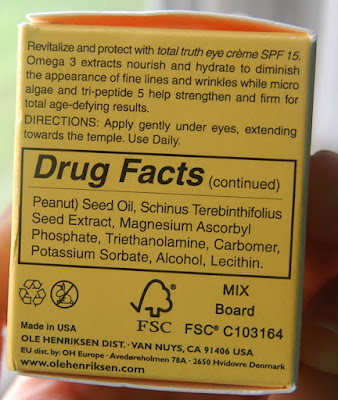 Revitalize and protect with total truth eye crème SPF 15.
Omega 3 extracts nourish and hydrate to diminish
the appearance of fine lines and wrinkles while micro
algae and tri-peptide 5 help strengthen and firm for
total age-defying results.
DIRECTIONS: Apply gently under eyes, extending
towards the temple. Use Daily.
Drug Facts (continued)
Peanut) Seed Oil, Schinus Terebinthifolius
Seed Extract, Magnesium Ascorbyl
Phosphate, Triethanolamine, Carbomer,
Potassium Sorbate, Alcohol, Lecithin.
MIX
Board
FSC FSC® C103164
Made in USA
OLE HENRIKSEN DIST. · VAN NUYS, CA 91406 USA
EU dist. by: OH Europe · Avedøreholmen 78A · 2650 Hvidovre Denmark
www.olehenriksen.com